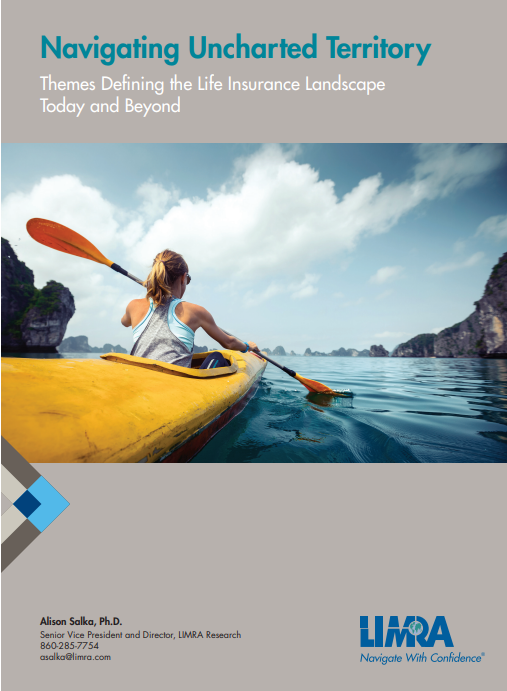 Navigating Uncharted Territory
Themes Defining the Life Insurance Landscape
Today and Beyond
Alison Salka, Ph.D.
Senior Vice President and Director, LIMRA Research
860-285-7754
asalka@limra.com
LIMRA
Navigate With Confidence®